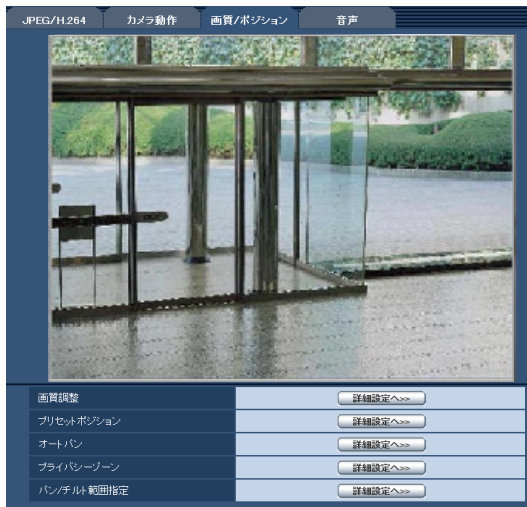 JPEG/H.264 カメラ動作 画質/ポジション 音声
画質調整 詳細設定へ>>
プリセットポジション 詳細設定へ>>
オートパン 詳細設定へ>>
プライバシーゾーン 詳細設定へ>>
パン/チルト範囲指定 詳細設定へ>>